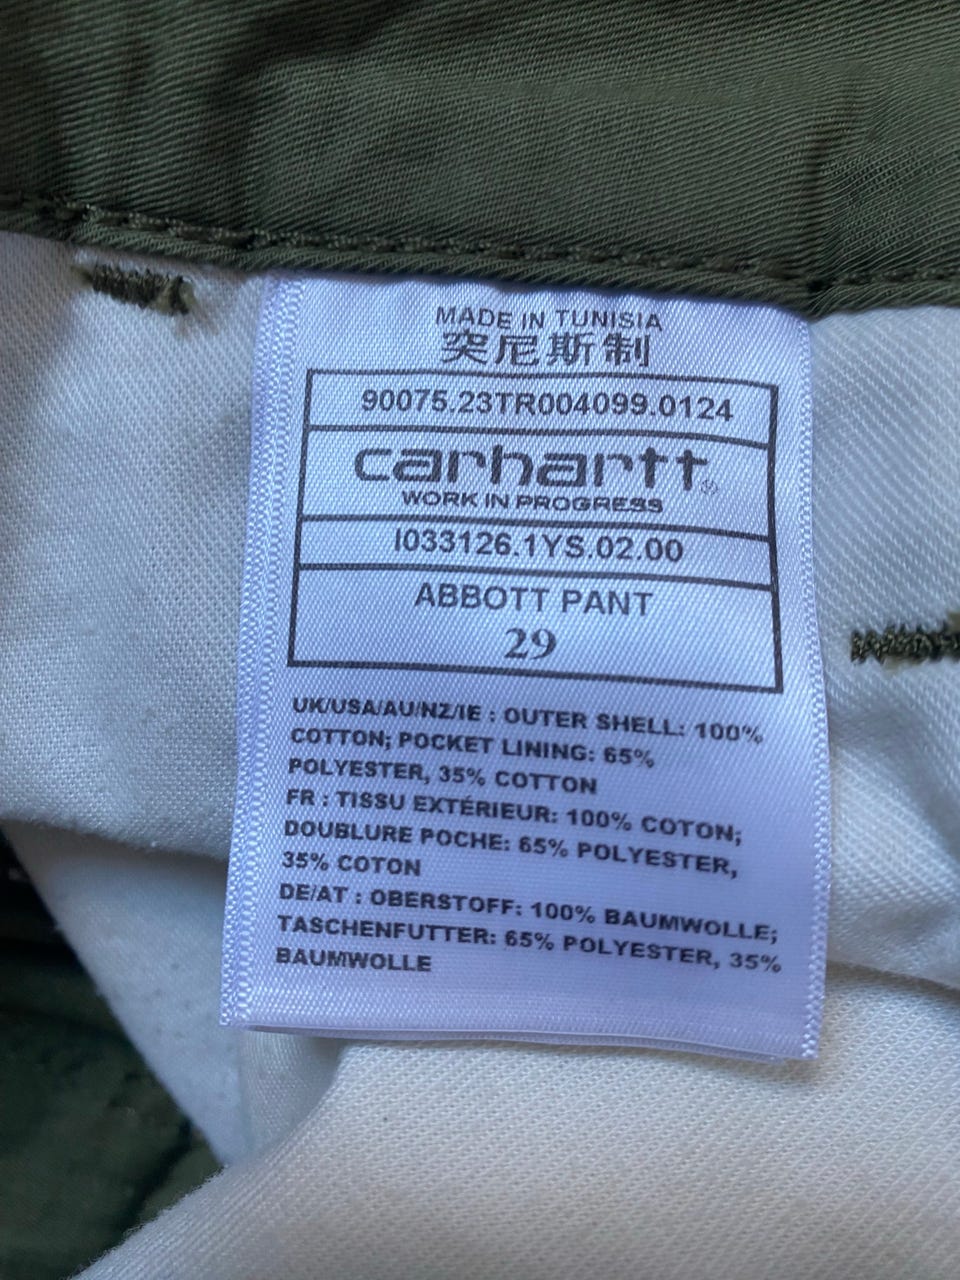 MADE IN TUNISIA
突尼斯制
90075.23TR004099.0124
carhartt®
WORK IN PROGRESS
I033126.1YS.02.00
ABBOTT PANT
29
UK/USA/AU/NZ/IE : OUTER SHELL: 100%
COTTON; POCKET LINING: 65%
POLYESTER, 35% COTTON
FR : TISSU EXTÉRIEUR: 100% COTON;
DOUBLURE POCHE: 65% POLYESTER,
35% COTON
DE/AT : OBERSTOFF: 100% BAUMWOLLE;
TASCHENFUTTER: 65% POLYESTER, 35%
BAUMWOLLE